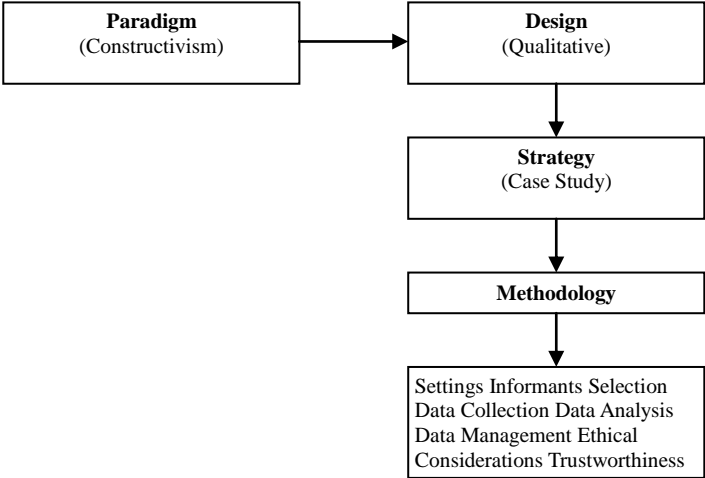 Paradigm
(Constructivism)
Design
(Qualitative)
Strategy
(Case Study)
Methodology
Settings Informants Selection
Data Collection Data Analysis
Data Management Ethical
Considerations Trustworthiness